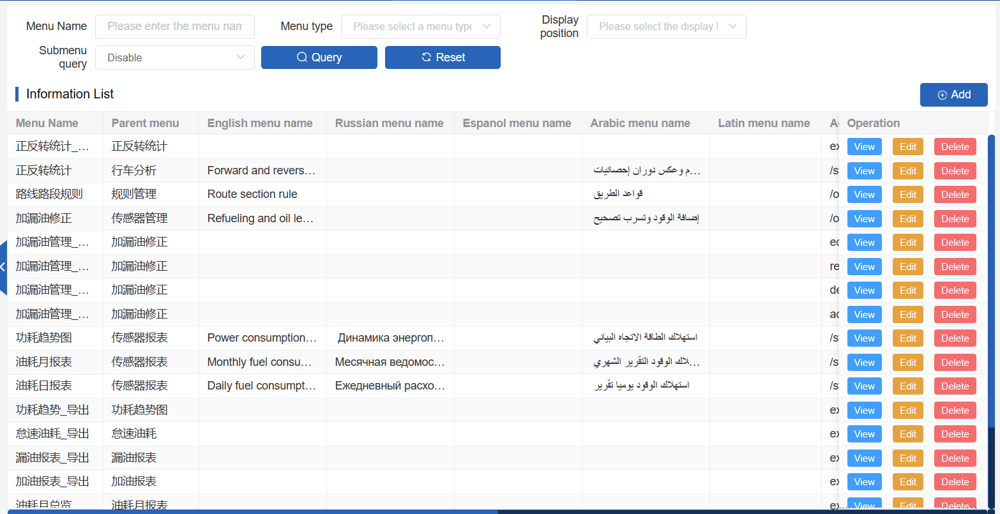 Menu Name Please enter the menu nam Menu type Please select a menu type Display position Please select the display l
Submenu query Disable Query Reset
Information List Add
Menu Name Parent menu English menu name Russian menu name Espanol menu name Arabic menu name Latin menu name Operation
正反转统计_... 正反转统计 ex View Edit Delete
正反转统计 行车分析 Forward and revers... م وعكس دوران إحصائيات... /s View Edit Delete
路线路段规则 规则管理 Route section rule قواعد الطريق /o View Edit Delete
加漏油修正 传感器管理 Refueling and oil le... إضافة الوقود وتسرب تصحيح /o View Edit Delete
加漏油管理_... 加漏油修正 View Edit Delete
加漏油管理_... 加漏油修正 re View Edit Delete
加漏油管理_... 加漏油修正 de View Edit Delete
加漏油管理_... 加漏油修正 View Edit Delete
功耗趋势图 传感器报表 Power consumption... Динамика энергоп... استهلاك الطاقة الاتجاه البياني /s View Edit Delete
油耗月报表 传感器报表 Monthly fuel consu... Месячная ведомос... لاك الوقود التقرير الشهري... /s View Edit Delete
油耗日报表 传感器报表 Daily fuel consumpt... Ежедневный расхо... استهلاك الوقود يوميا تقرير /s View Edit Delete
功耗趋势_导出 功耗趋势图 ex View Edit Delete
怠速油耗_导出 怠速油耗 ex View Edit Delete
漏油报表_导出 漏油报表 ex View Edit Delete
加油报表_导出 加油报表 ex View Edit Delete
油耗月总览 油耗月报表 ex View Edit Delete